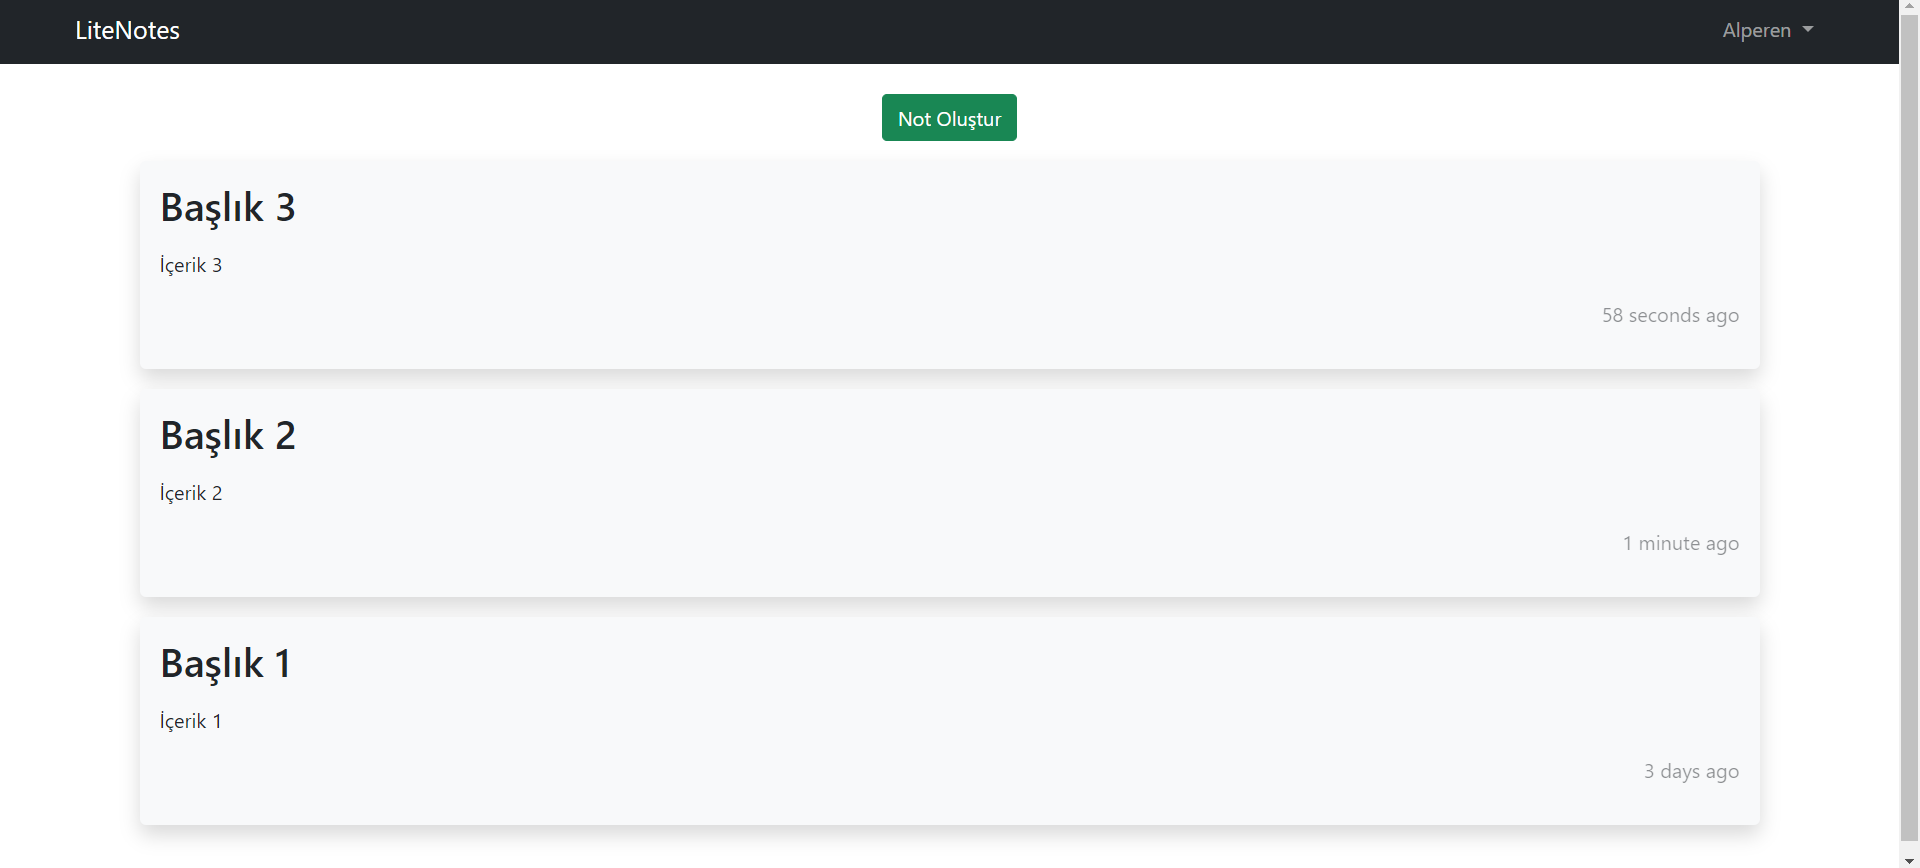 LiteNotes
Alperen
Not Oluştur
Başlık 3
İçerik 3
58 seconds ago
Başlık 2
İçerik 2
1 minute ago
Başlık 1
İçerik 1
3 days ago